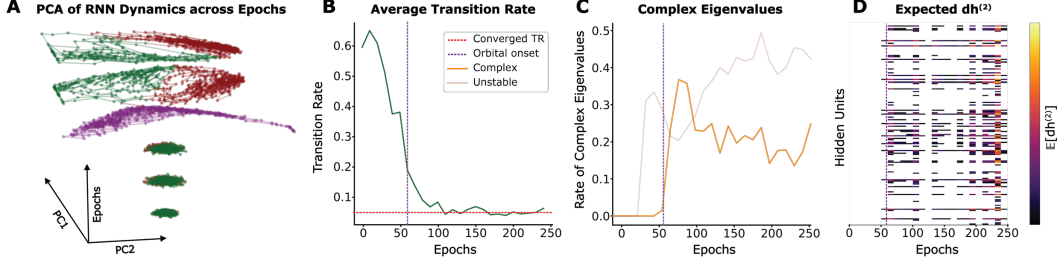 A
PCA of RNN Dynamics across Epochs
Epochs
PC1
PC2
B
Average Transition Rate
Transition Rate
0.6
0.5
0.4
0.3
0.2
0.1
0
50
100
150
200
250
Epochs
Converged TR
Orbital onset
Complex
Unstable
C
Complex Eigenvalues
Rate of Complex Eigenvalues
0.5
0.4
0.3
0.2
0.1
0.0
0
50
100
150
200
250
Epochs
D
Expected dh⁽²⁾
Hidden Units
0
50
100
150
200
250
Epochs
E[dh⁽²⁾]